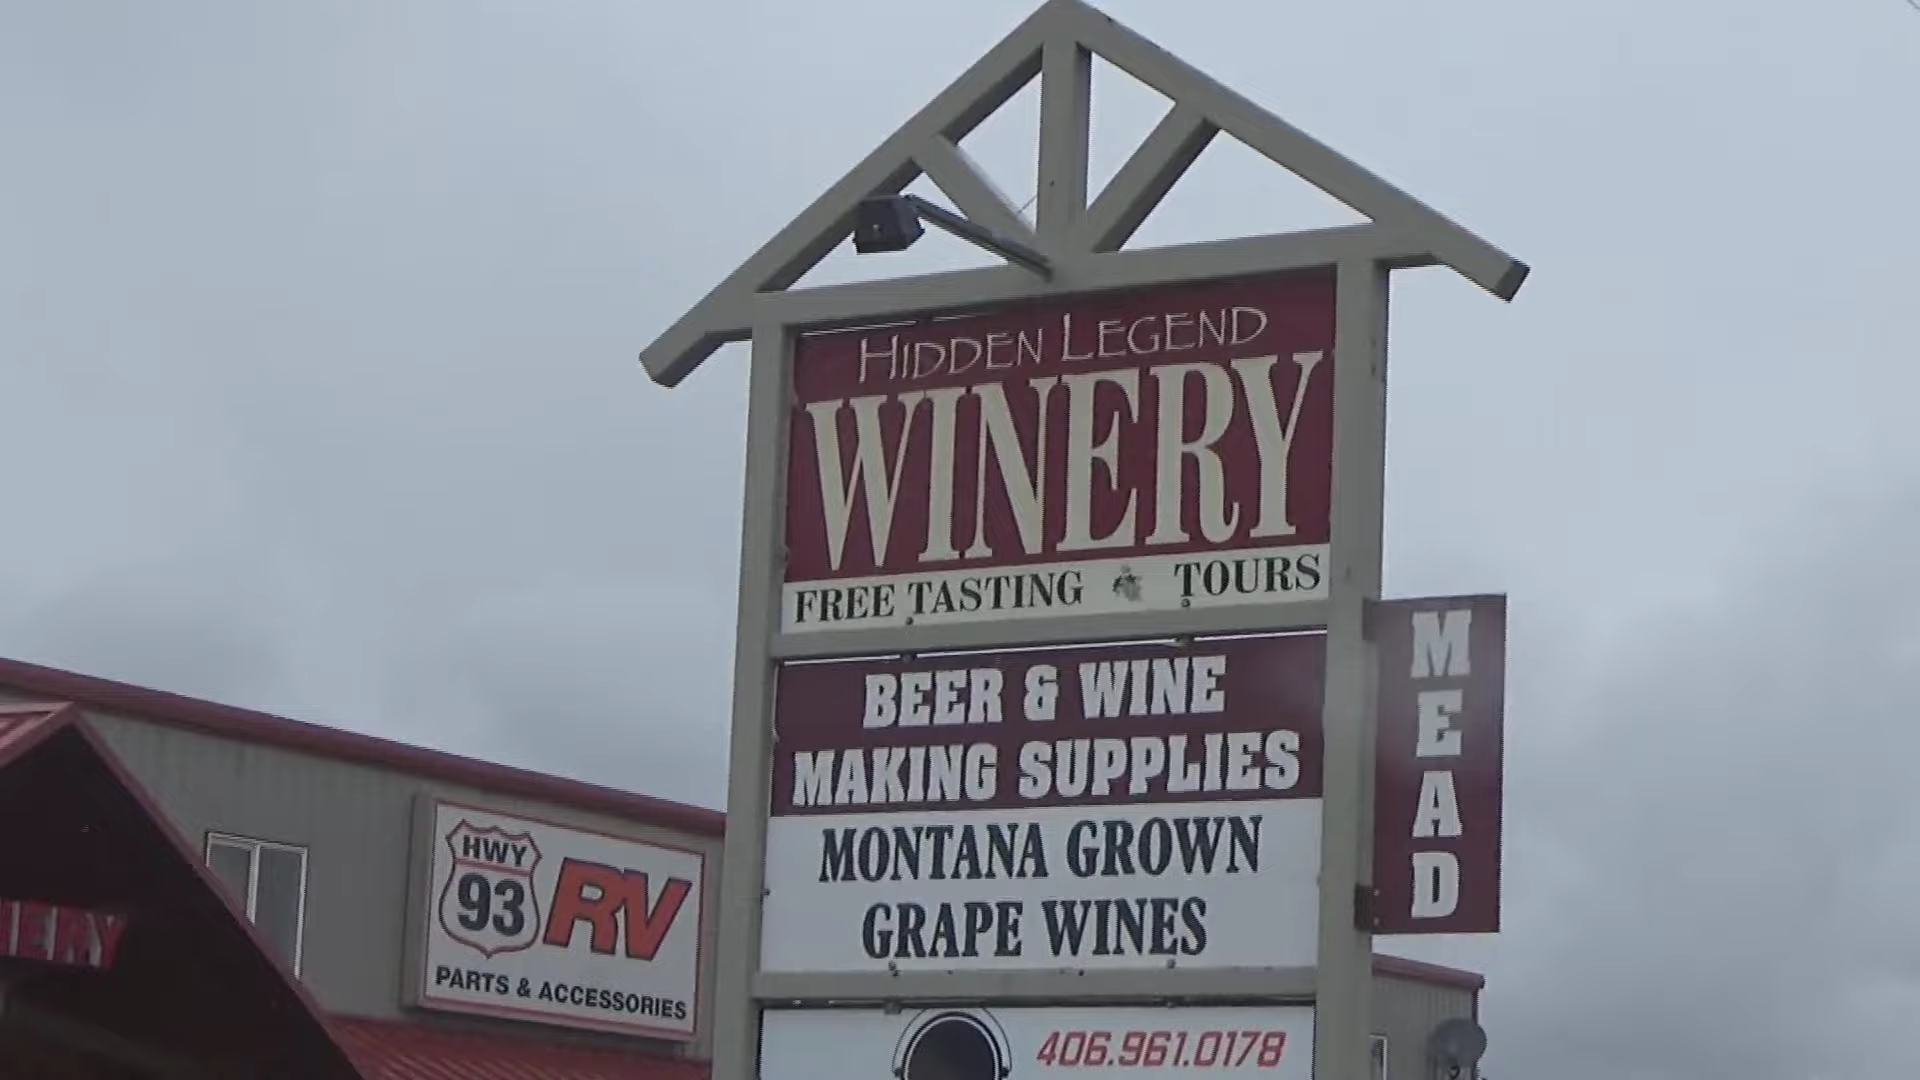 HIDDEN LEGEND
WINERY
FREE TASTING TOURS
BEER & WINE
MAKING SUPPLIES
MONTANA GROWN
GRAPE WINES
406.961.0178
MEAD
HWY
93 RV
PARTS & ACCESSORIES